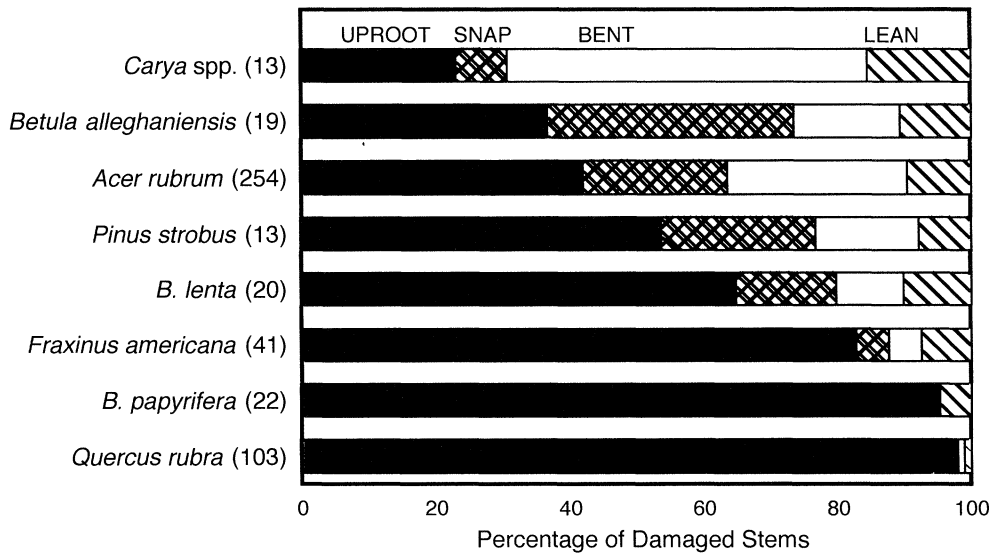 UPROOT SNAP BENT LEAN
Carya spp. (13)
Betula alleghaniensis (19)
Acer rubrum (254)
Pinus strobus (13)
B. lenta (20)
Fraxinus americana (41)
B. papyrifera (22)
Quercus rubra (103)
0 20 40 60 80 100
Percentage of Damaged Stems